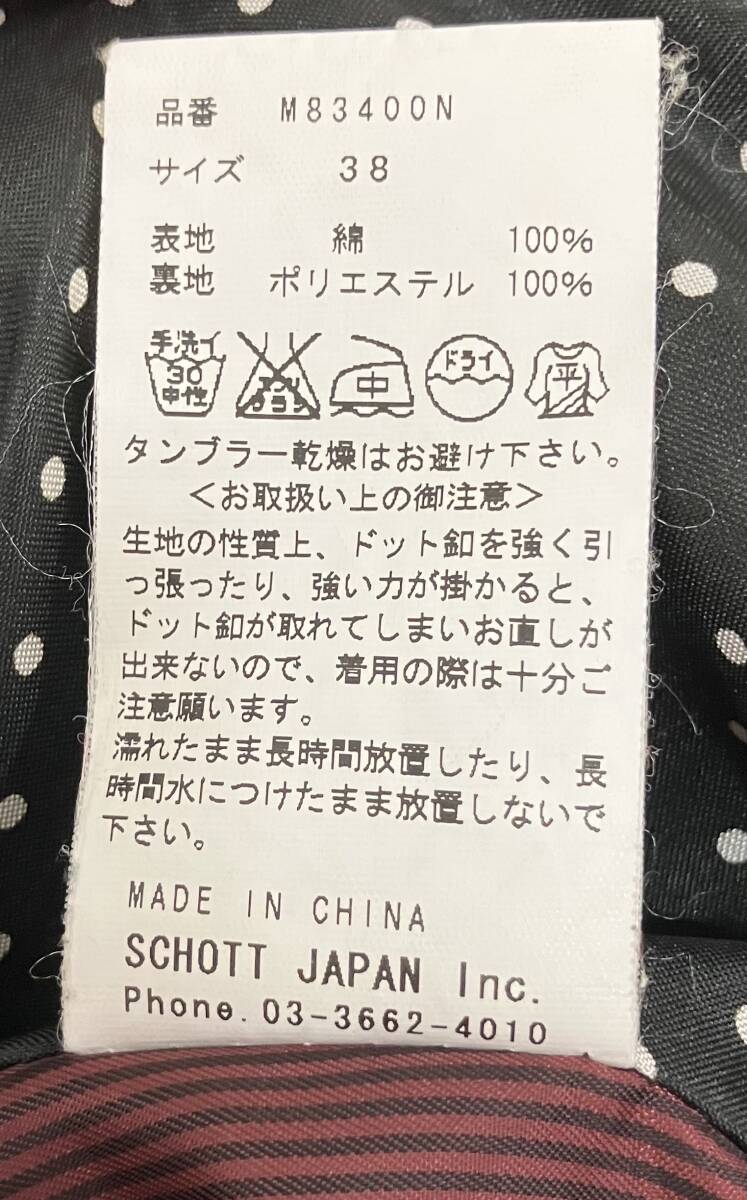 品番 M83400N
サイズ 38
表地 綿 100%
裏地 ポリエステル 100%
手洗イ 30 中性 エンソ サラシ 中 ドライ 平
タンブラー乾燥はお避け下さい。
<お取扱い上の御注意>
生地の性質上、ドット釦を強く引
っ張ったり、強い力が掛かると、
ドット釦が取れてしまいお直しが
出来ないので、着用の際は十分ご
注意願います。
濡れたまま長時間放置したり、長
時間水につけたまま放置しないで
下さい。
MADE IN CHINA
SCHOTT JAPAN Inc.
Phone. 03-3662-4010